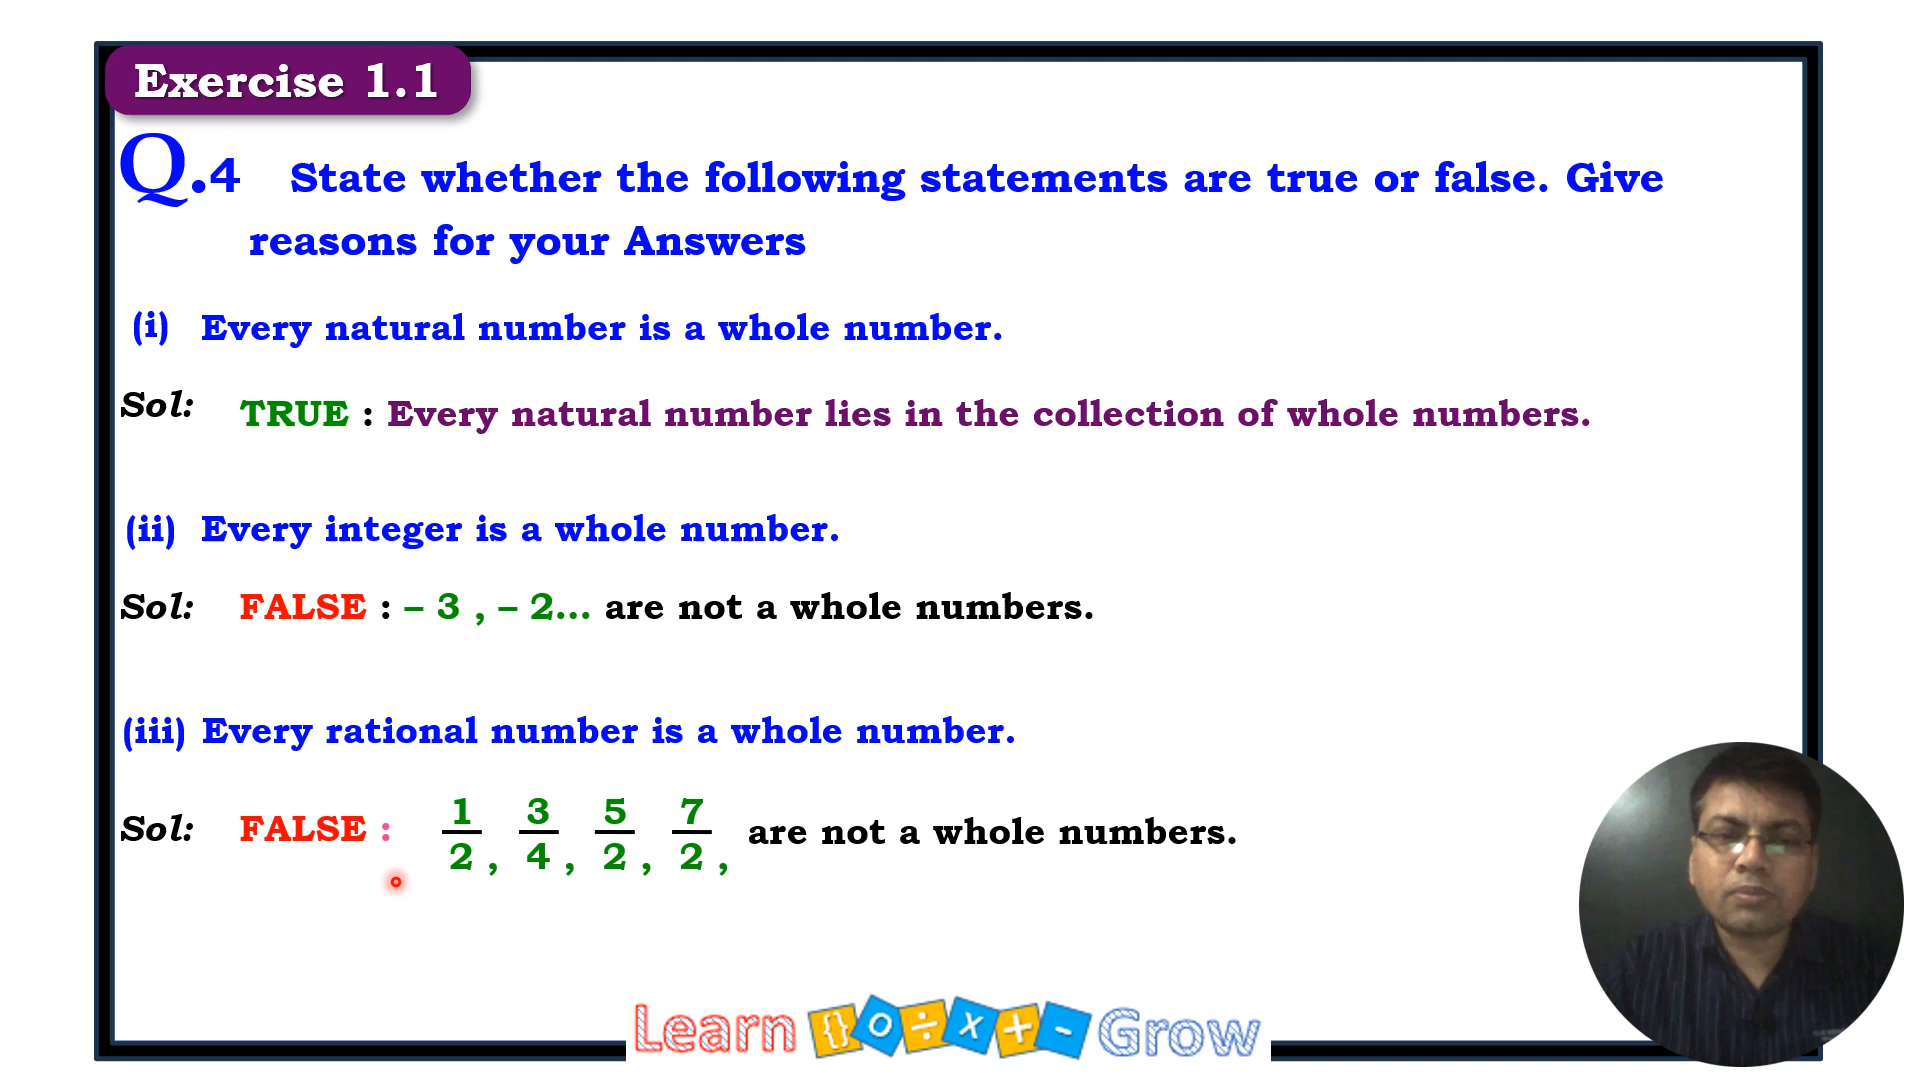 Exercise 1.1
Q.4 State whether the following statements are true or false. Give
reasons for your Answers
(i) Every natural number is a whole number.
Sol: TRUE : Every natural number lies in the collection of whole numbers.
(ii) Every integer is a whole number.
Sol: FALSE : – 3 , – 2... are not a whole numbers.
(iii) Every rational number is a whole number.
Sol: FALSE : 1/2 , 3/4 , 5/2 , 7/2 , are not a whole numbers.
Learn {} O ÷ x + - Grow